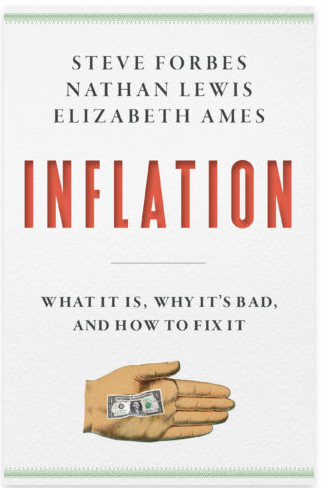 STEVE FORBES
NATHAN LEWIS
ELIZABETH AMES
INFLATION
WHAT IT IS, WHY IT'S BAD,
AND HOW TO FIX IT